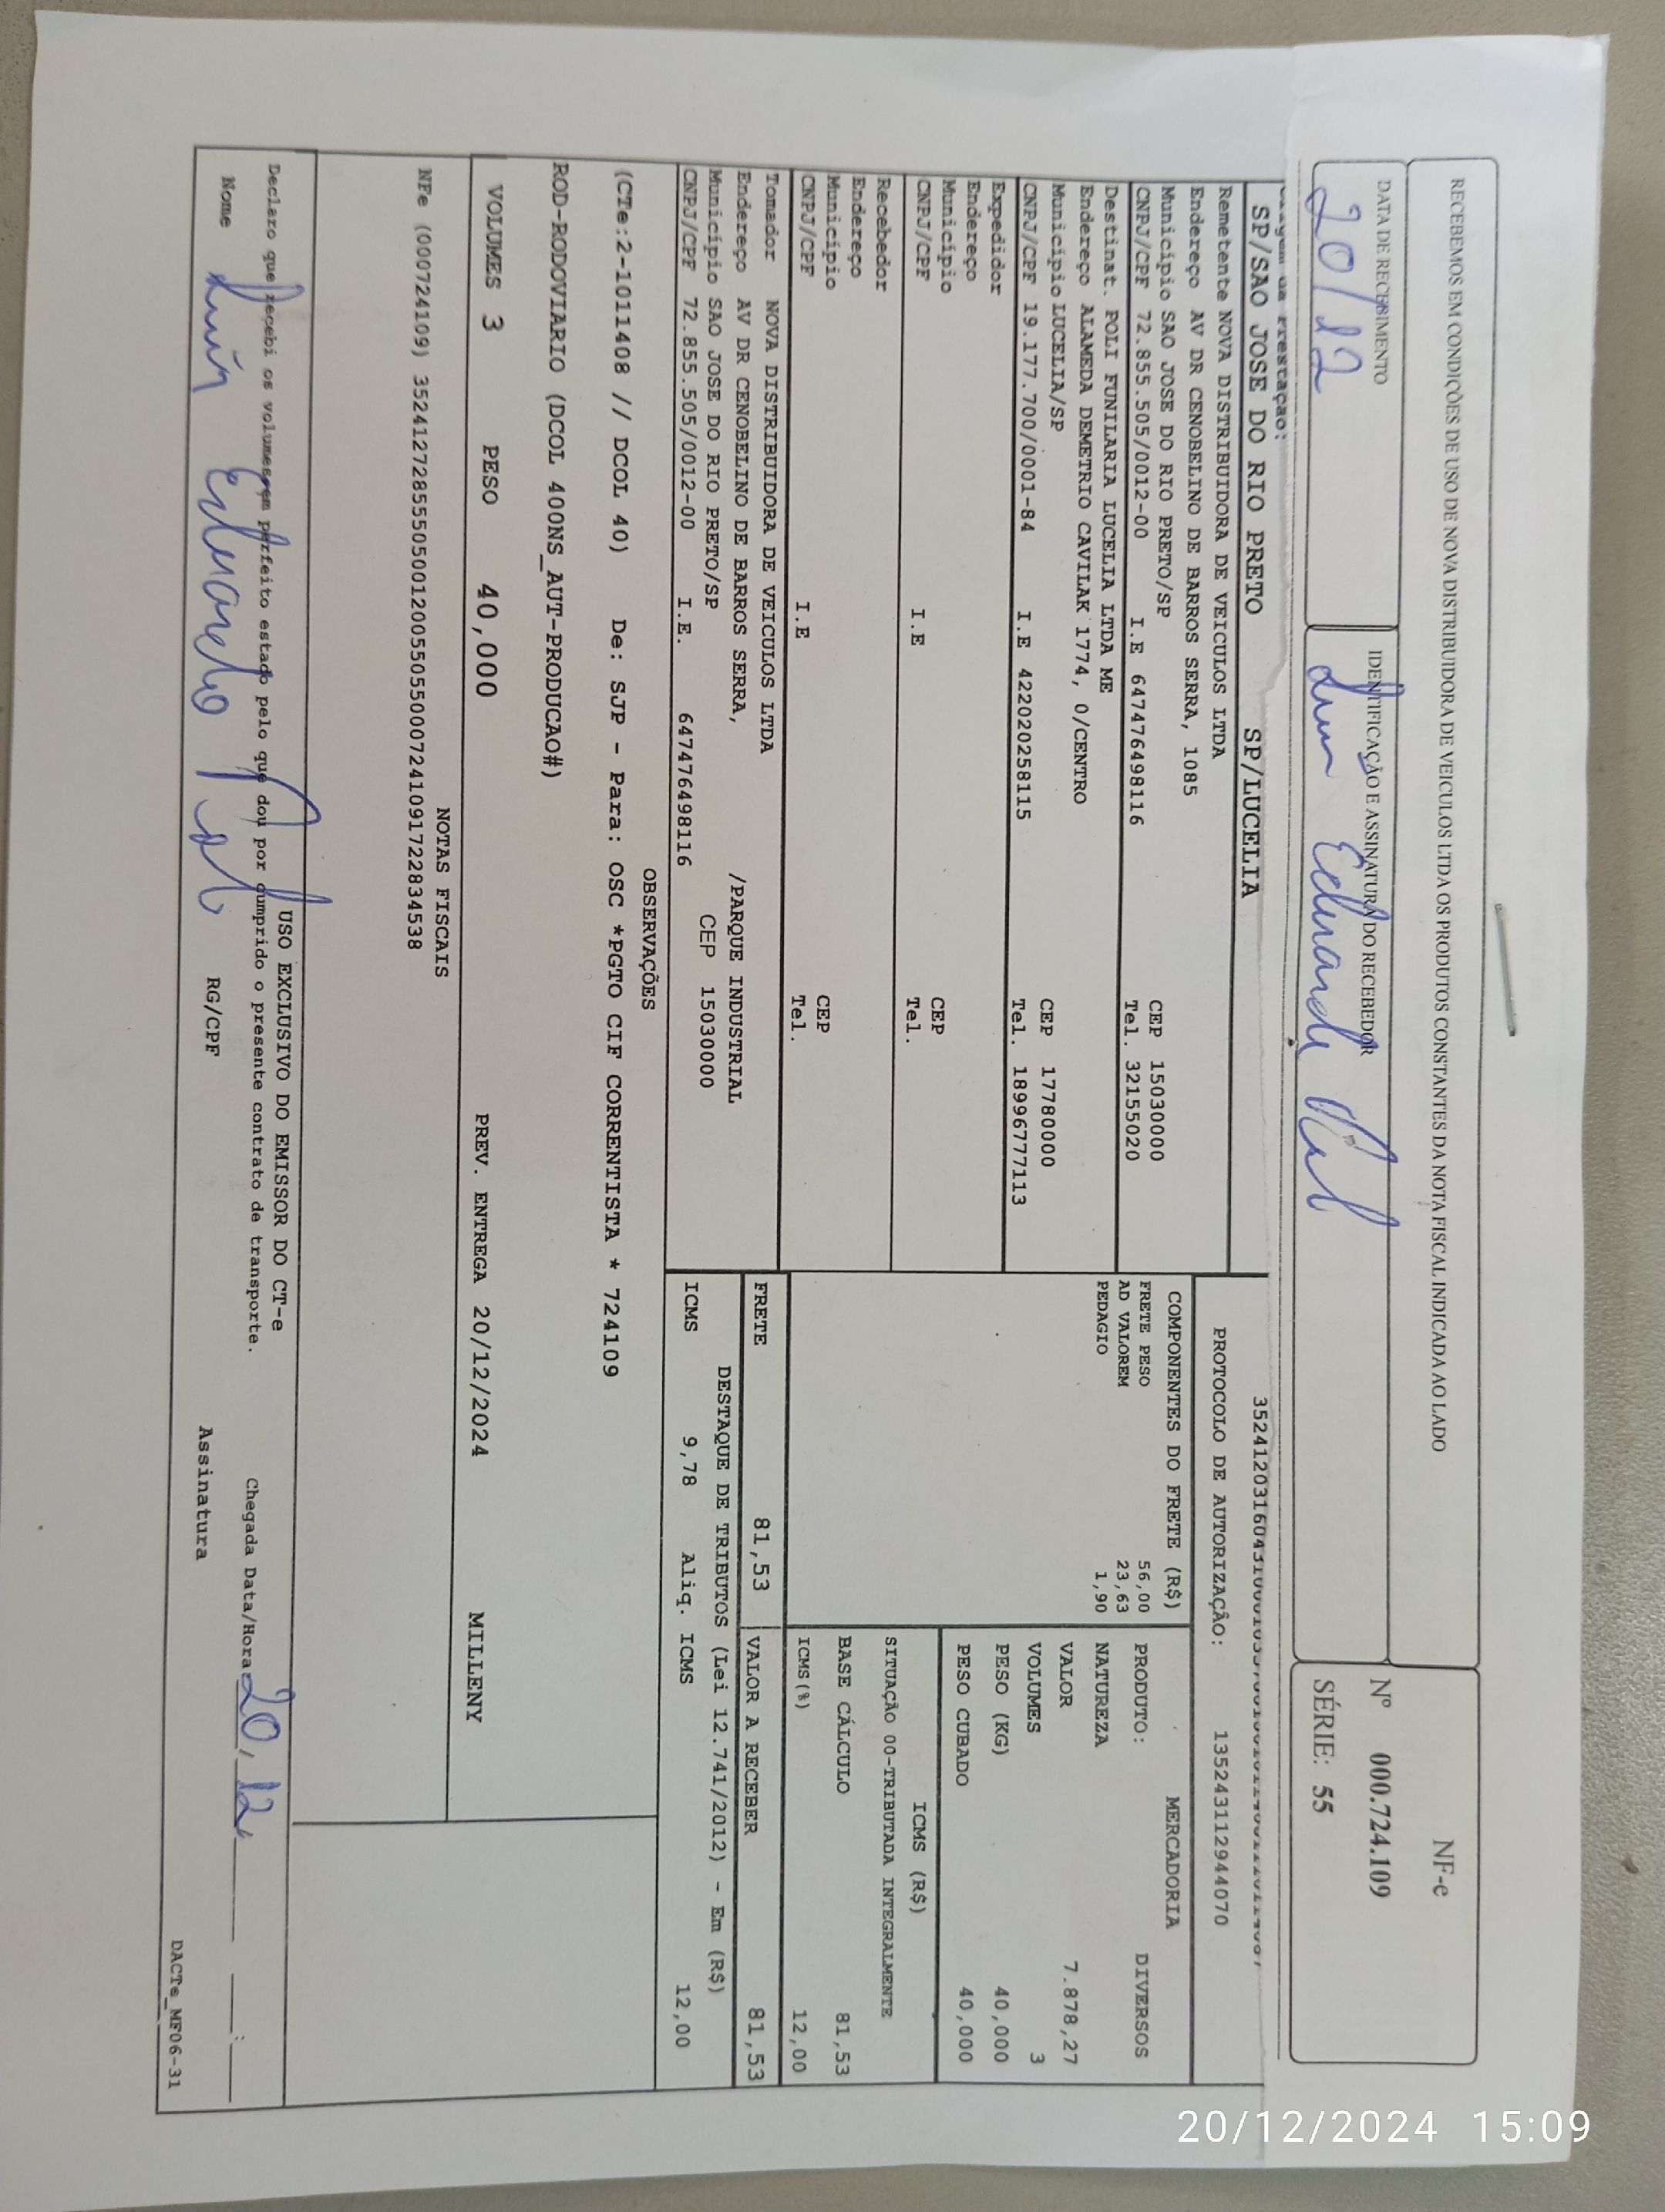 RECEBEMOS EM CONDIÇÕES DE USO DE NOVA DISTRIBUIDORA DE VEICULOS LTDA OS PRODUTOS CONSTANTES DA NOTA FISCAL INDICADA AO LADO
NF-e
DATA DE RECEBIMENTO
20/12
IDENTIFICAÇÃO E ASSINATURA DO RECEBEDOR
Eduardo
Nº 000.724.109
SÉRIE: 55
da Prestação:
SP/SAO JOSE DO RIO PRETO SP/LUCELIA
PROTOCOLO DE AUTORIZAÇÃO: 135243112944070
Remetente NOVA DISTRIBUIDORA DE VEICULOS LTDA
Endereço AV DR CENOBELINO DE BARROS SERRA, 1085
Município SAO JOSE DO RIO PRETO/SP CEP 15030000
CNPJ/CPF 72.855.505/0012-00 I.E 647476498116 Tel. 32155020
Destinat. POLI FUNILARIA LUCELIA LTDA ME
Endereço ALAMEDA DEMETRIO CAVILAK 1774, 0/CENTRO
Município LUCELIA/SP CEP 17780000
CNPJ/CPF 19.177.700/0001-84 I.E 422020258115 Tel. 18996777113
Expedidor
Endereço
Município CEP
CNPJ/CPF I.E Tel.
Recebedor
Endereço
Município CEP
CNPJ/CPF I.E Tel.
Tomador NOVA DISTRIBUIDORA DE VEICULOS LTDA
Endereço AV DR CENOBELINO DE BARROS SERRA, /PARQUE INDUSTRIAL
Município SAO JOSE DO RIO PRETO/SP CEP 15030000
CNPJ/CPF 72.855.505/0012-00 I.E. 647476498116
COMPONENTES DO FRETE (R$)
FRETE PESO 56,00
AD VALOREM 23,63
PEDAGIO 1,90
MERCADORIA
PRODUTO: DIVERSOS
NATUREZA
VALOR 7.878,27
VOLUMES 3
PESO (KG) 40,000
PESO CUBADO 40,000
ICMS (R$)
SITUAÇÃO 00-TRIBUTADA INTEGRALMENTE
BASE CÁLCULO 81,53
ICMS(%) 12,00
FRETE 81,53 VALOR A RECEBER 81,53
DESTAQUE DE TRIBUTOS (Lei 12.741/2012) - Em (R$)
ICMS 9,78 Aliq. ICMS 12,00
OBSERVAÇÕES
(CTe:2-1011408 // DCOL 40) De: SJP - Para: OSC *PGTO CIF CORRENTISTA * 724109
ROD-RODOVIARIO (DCOL 400NS_AUT-PRODUCAO#)
VOLUMES 3 PESO 40,000 PREV. ENTREGA 20/12/2024 MILLENY
NOTAS FISCAIS
NFe (000724109) 35241272855505001200550550007241091722834538
USO EXCLUSIVO DO EMISSOR DO CT-e
Declaro que recebi os volumes em perfeito estado pelo que dou por cumprido o presente contrato de transporte. Chegada Data/Hora 20/12
Nome Luis Eduardo RG/CPF Assinatura
DACTe_MF06-31
20/12/2024 15:09